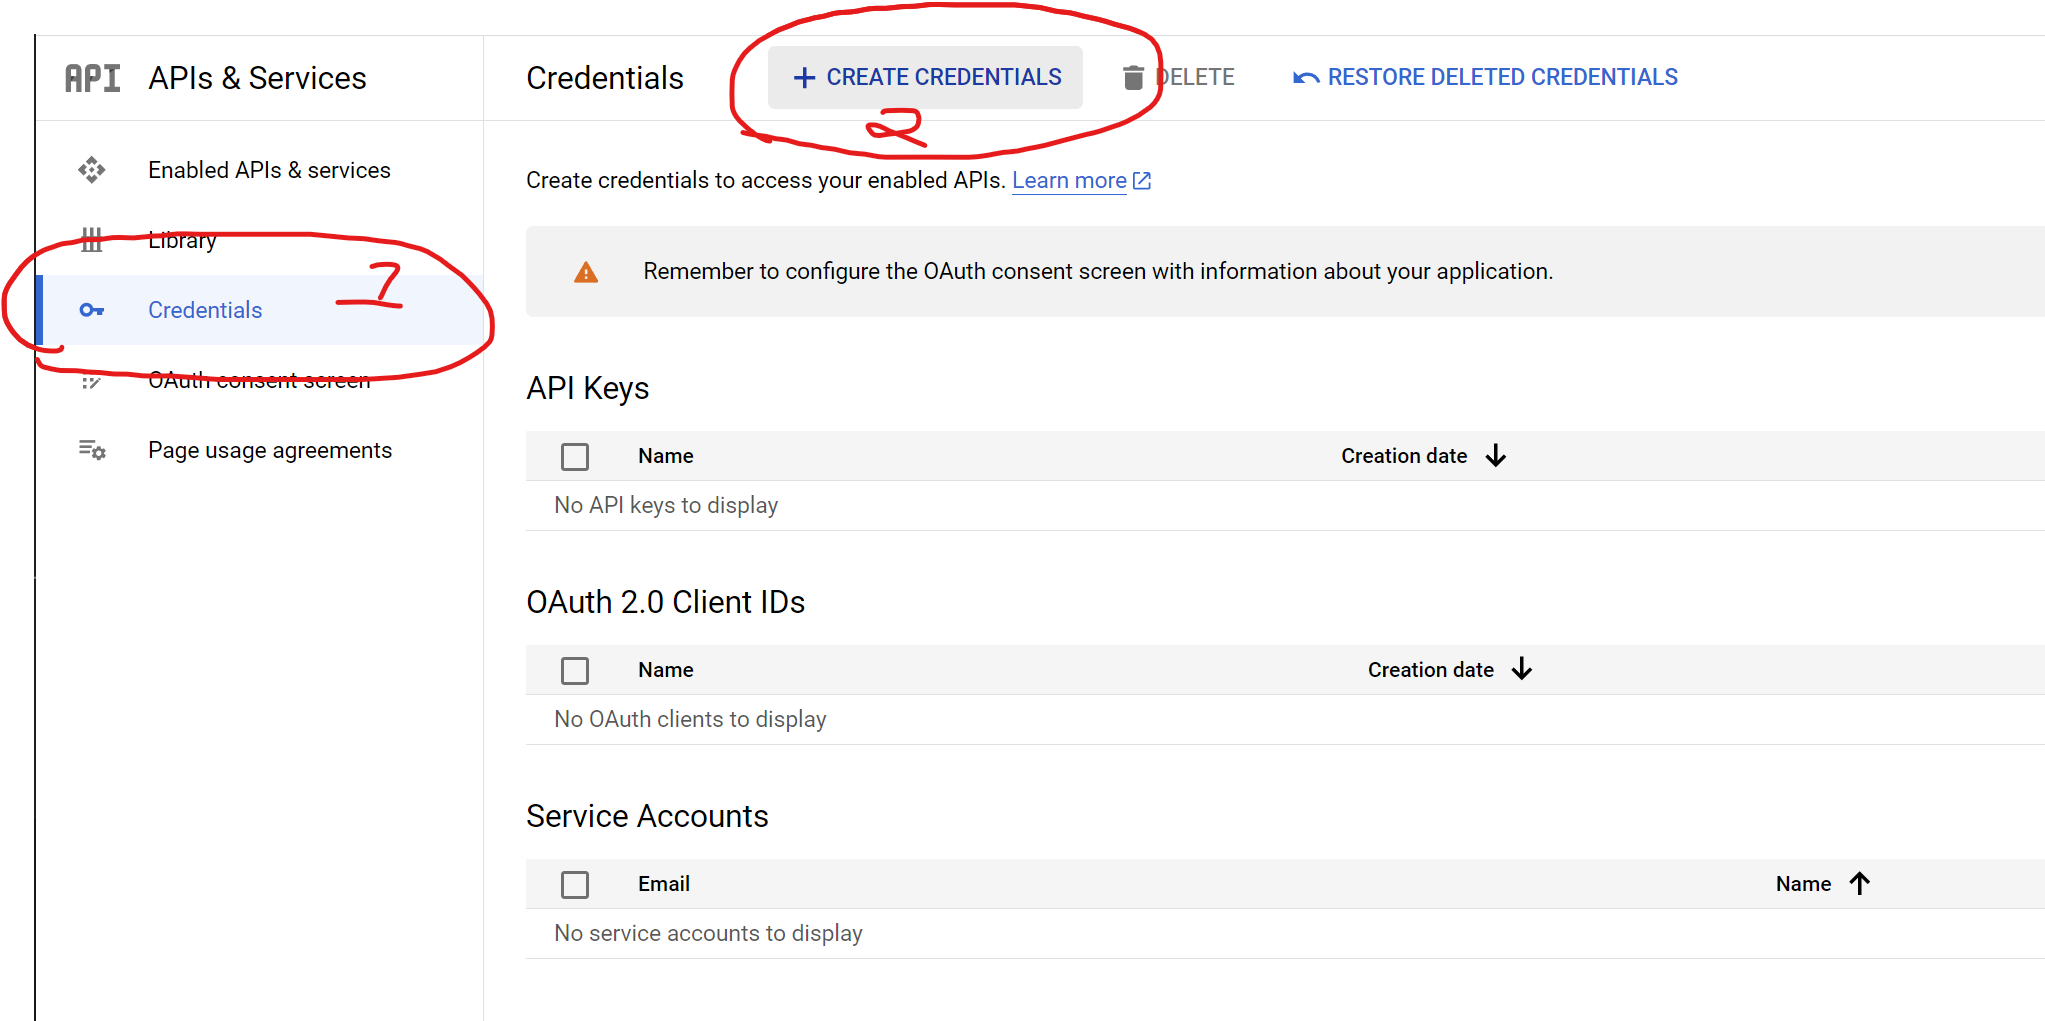 API APIs & Services
Credentials
+ CREATE CREDENTIALS
DELETE
RESTORE DELETED CREDENTIALS
2
Enabled APIs & services
Library
1
Credentials
OAuth consent screen
Page usage agreements
Create credentials to access your enabled APIs. Learn more
Remember to configure the OAuth consent screen with information about your application.
API Keys
Name Creation date
No API keys to display
OAuth 2.0 Client IDs
Name Creation date
No OAuth clients to display
Service Accounts
Email Name
No service accounts to display